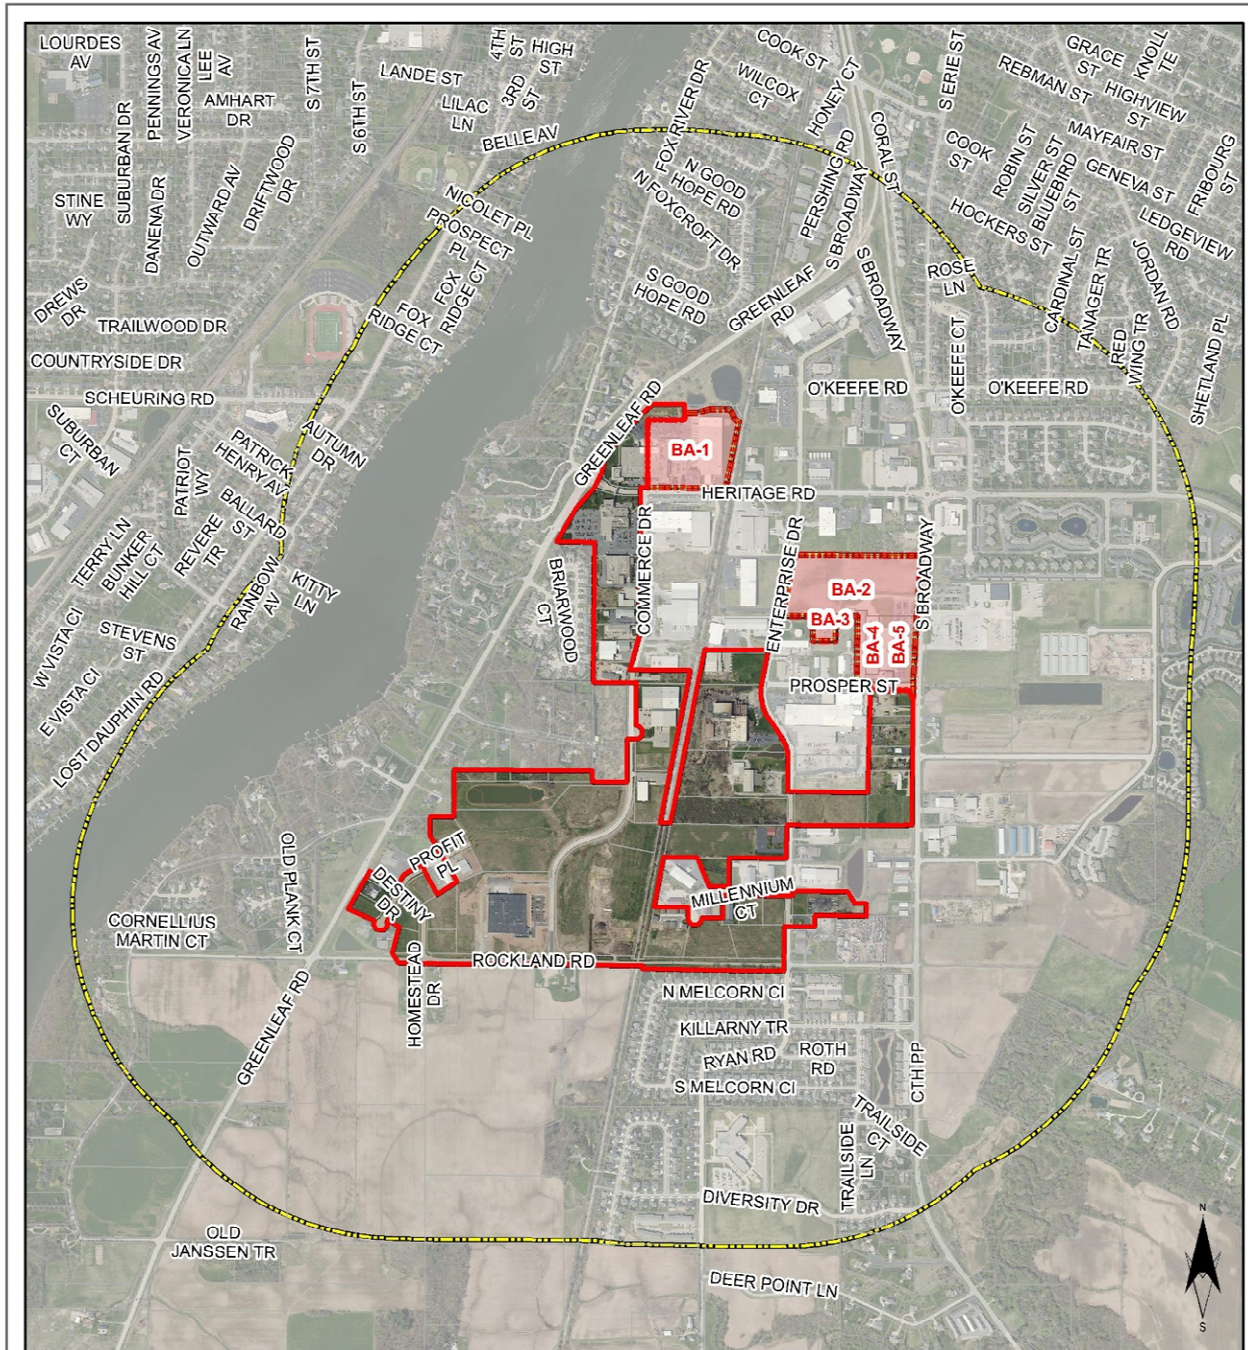 LOURDES
AV
SUBURBAN DR
PENNINGS AV
VERONICA LN
LEE
AV
AMHART
DR
S 7TH ST
S 6TH ST
LANDE ST
4TH
ST
HIGH
ST
3RD
ST
LILAC
LN
BELLE AV
FOX RIVER DR
COOK ST
WILCOX
CT
HONEY CT
PERSHING RD
CORAL ST
S ERIE ST
GRACE
ST
KNOLL
TE
REBMAN ST
HIGHVIEW
ST
MAYFAIR ST
COOK
ST
ROBIN ST
SILVER ST
BLUEBIRD
ST
GENEVA ST
FRIBOURG
ST
LEDGEVIEW
RD
STINE
WY
DANENA DR
OUTWARD AV
DRIFTWOOD
DR
NICOLET PL
PROSPECT
PL
FOX
RIDGE CT
FOX
RIDGE CT
N GOOD
HOPE RD
N FOXCROFT DR
S GOOD
HOPE RD
GREENLEAF
RD
S BROADWAY
S BROADWAY
HOCKERS ST
ROSE
LN
CARDINAL ST
TANAGER TR
JORDAN RD
RED
WING TR
SHETLAND PL
DREWS
DR
TRAILWOOD DR
COUNTRYSIDE DR
SCHEURING RD
SUBURBAN
CT
PATRIOT
WY
PATRICK
HENRY AV
AUTUMN
DR
BALLARD
ST
REVERE
TR
TERRY LN
BUNKER
HILL CT
RAINBOW
AV
KITTY
LN
W VISTA CI
STEVENS
ST
E VISTA CI
LOST DAUPHIN RD
O'KEEFE RD
O'KEEFE CT
O'KEEFE RD
GREENLEAF RD
BA-1
HERITAGE RD
COMMERCE DR
BRIARWOOD
CT
ENTERPRISE DR
S BROADWAY
BA-2
BA-3
BA-4
BA-5
PROSPER ST
PROFIT
PL
DESTINY
DR
OLD PLANK CT
CORNELLIUS
MARTIN CT
MILLENNIUM
CT
ROCKLAND RD
HOMESTEAD
DR
GREENLEAF RD
N MELCORN CI
KILLARNY TR
RYAN RD
ROTH
RD
S MELCORN CI
CTH PP
TRAILSIDE
CT
TRAILSIDE
LN
DIVERSITY DR
OLD
JANSSEN TR
DEER POINT LN
N
S